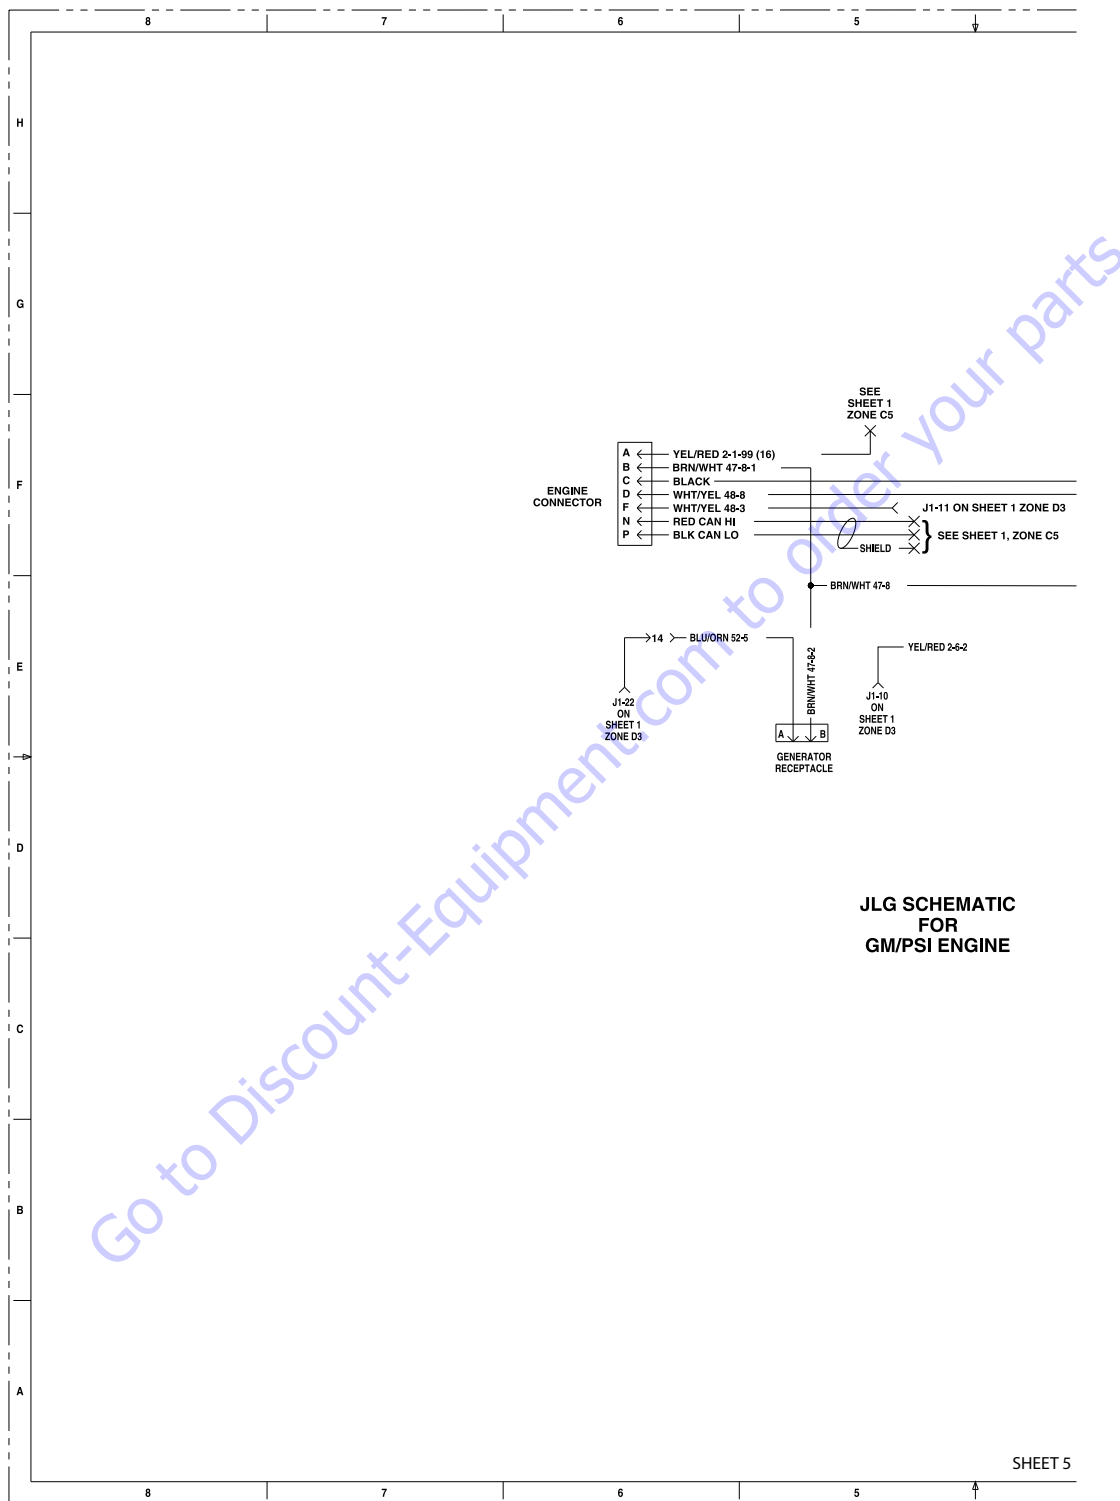 8 7 6 5
H
G
F
E
D
C
B
A
SEE
SHEET 1
ZONE C5
ENGINE
CONNECTOR
A YEL/RED 2-1-99 (16)
B BRN/WHT 47-8-1
C BLACK
D WHT/YEL 48-8
F WHT/YEL 48-3
N RED CAN HI
P BLK CAN LO
J1-11 ON SHEET 1 ZONE D3
SEE SHEET 1, ZONE C5
SHIELD
BRN/WHT 47-8
14 BLU/ORN 52-5
BRN/WHT 47-8-2
YEL/RED 2-6-2
J1-22
ON
SHEET 1
ZONE D3
J1-10
ON
SHEET 1
ZONE D3
A B
GENERATOR
RECEPTACLE
JLG SCHEMATIC
FOR
GM/PSI ENGINE
Go to Discount-Equipment.com to order your parts
SHEET 5
8 7 6 5